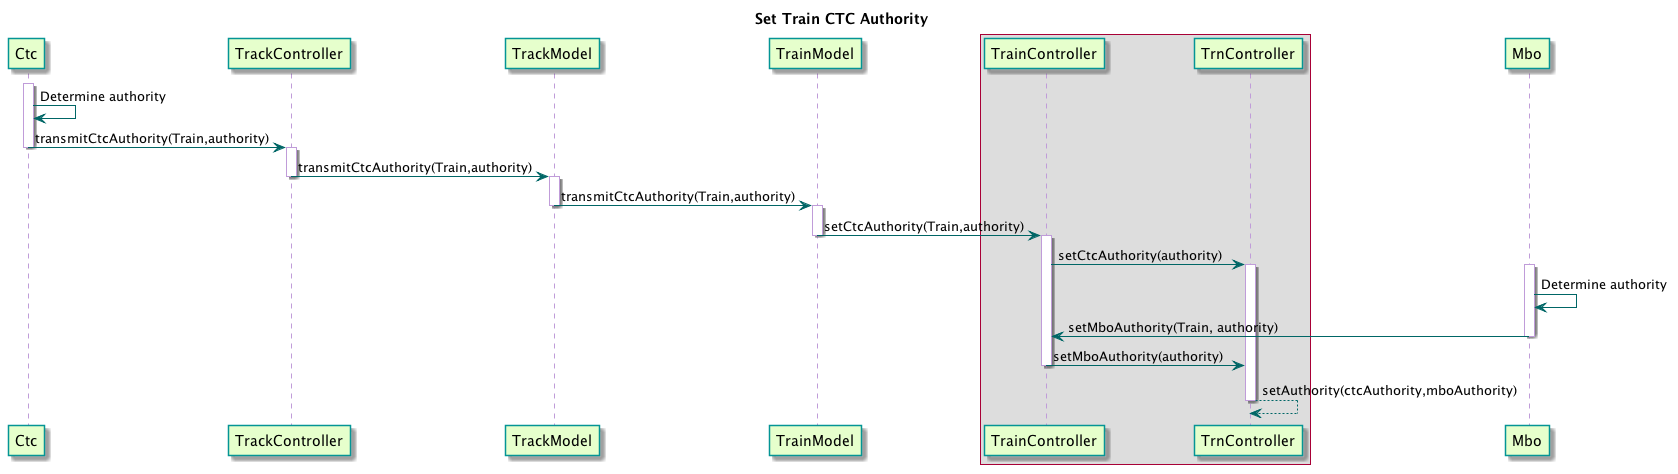 Set Train CTC Authority
Ctc
TrackController
TrackModel
TrainModel
TrainController
TrnController
Mbo
Determine authority
transmitCtcAuthority(Train,authority)
transmitCtcAuthority(Train,authority)
transmitCtcAuthority(Train,authority)
setCtcAuthority(Train,authority)
setCtcAuthority(authority)
Determine authority
setMboAuthority(Train, authority)
setMboAuthority(authority)
setAuthority(ctcAuthority,mboAuthority)
Ctc
TrackController
TrackModel
TrainModel
TrainController
TrnController
Mbo